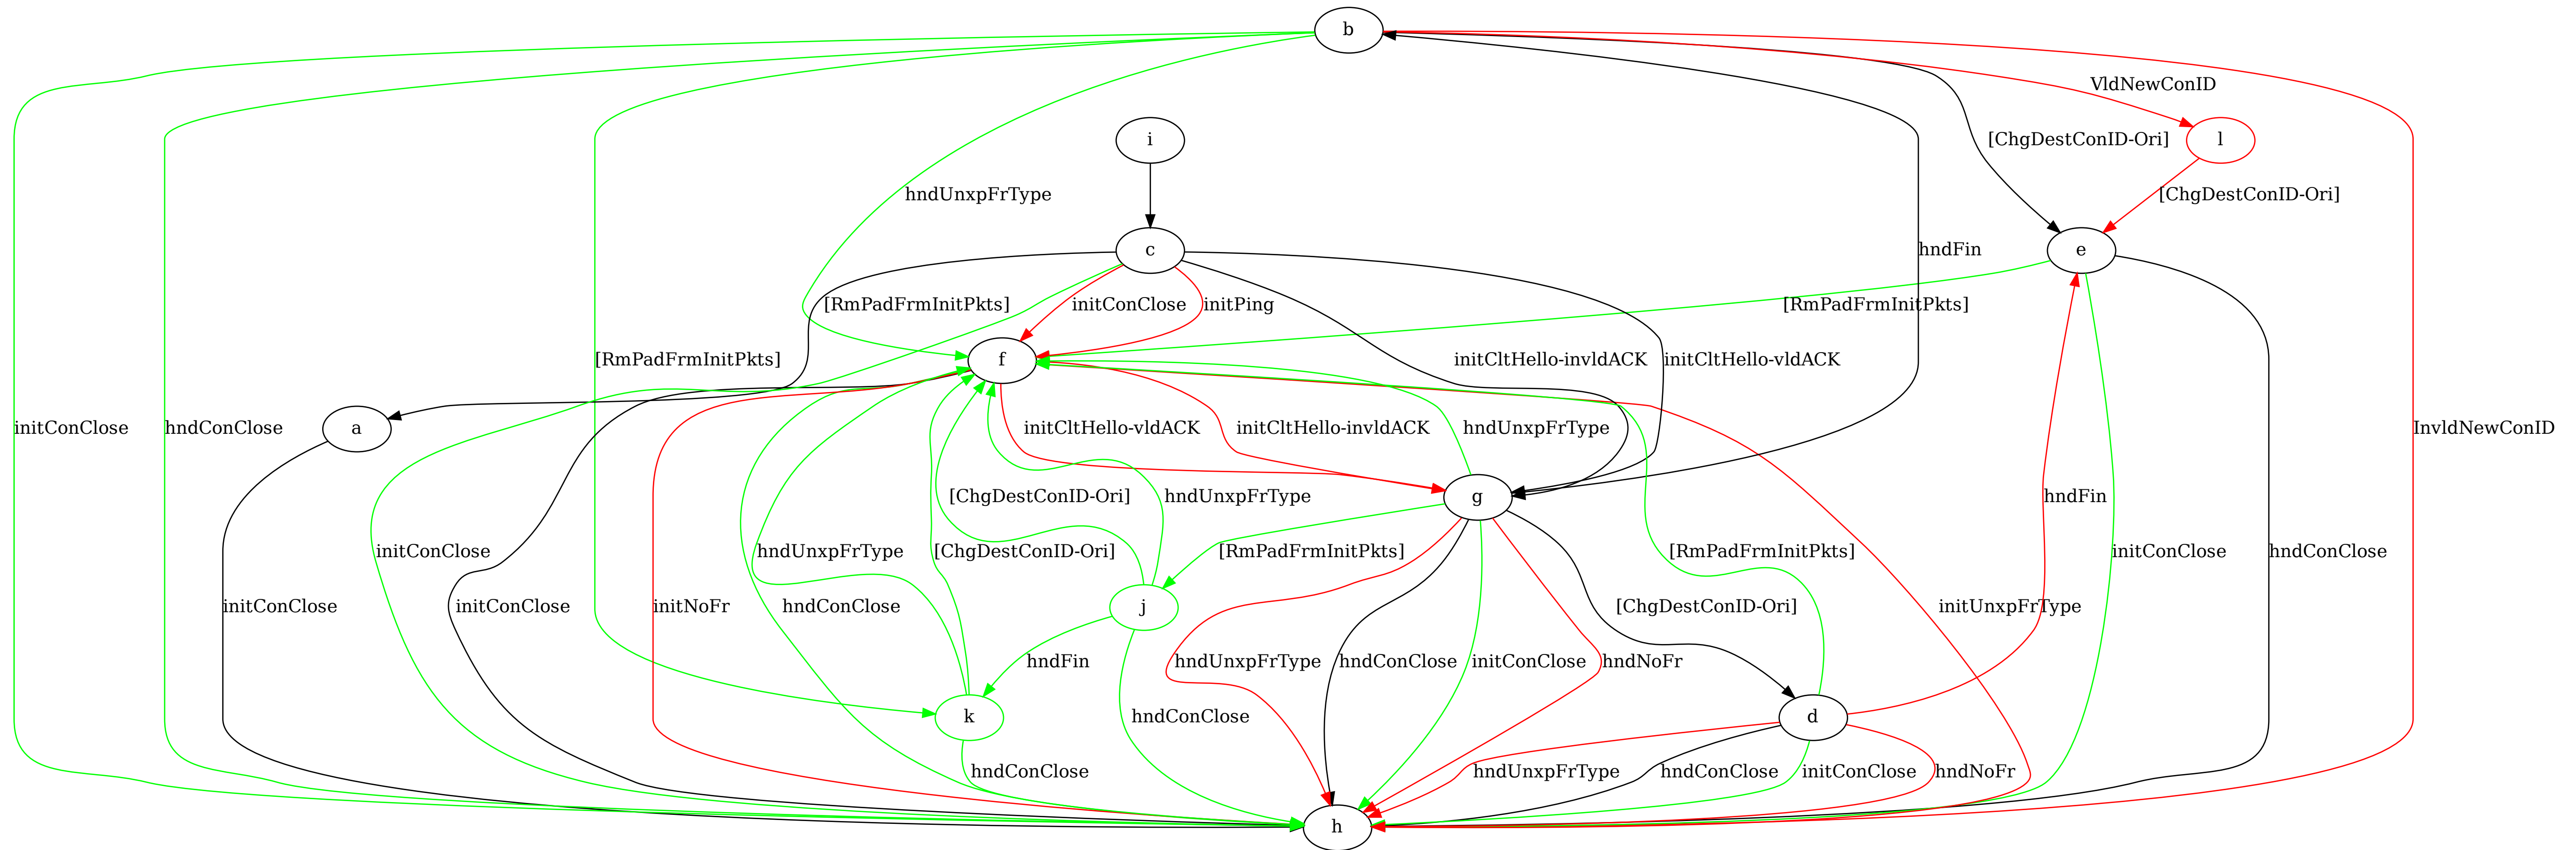 b
VldNewConID
i
[ChgDestConID-Ori]
l
hndUnxpFrType
[ChgDestConID-Ori]
c
hndFin
e
[RmPadFrmInitPkts]
initConClose
initPing
[RmPadFrmInitPkts]
[RmPadFrmInitPkts]
f
initCltHello-invldACK
initCltHello-vldACK
initConClose
hndConClose
a
initCltHello-vldACK
initCltHello-invldACK
hndUnxpFrType
InvldNewConID
[ChgDestConID-Ori]
hndUnxpFrType
g
hndFin
initConClose
hndUnxpFrType
[ChgDestConID-Ori]
[RmPadFrmInitPkts]
[RmPadFrmInitPkts]
initConClose
hndConClose
initConClose
initConClose
initNoFr
hndConClose
j
[ChgDestConID-Ori]
initUnxpFrType
hndFin
hndUnxpFrType
hndConClose
initConClose
hndNoFr
k
hndConClose
d
hndConClose
hndUnxpFrType
hndConClose
initConClose
hndNoFr
h